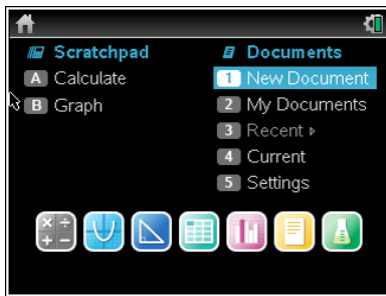 Scratchpad
A Calculate
B Graph
Documents
1 New Document
2 My Documents
3 Recent ▸
4 Current
5 Settings